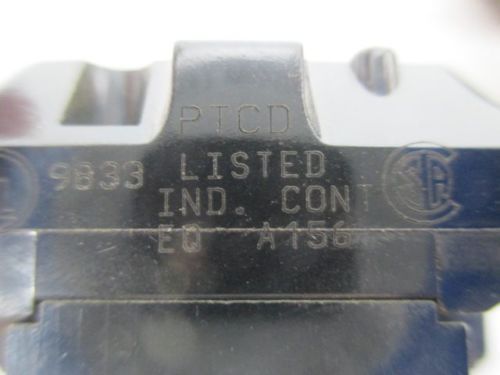 PTCD
9833 LISTED
IND. CONT
EQ A156